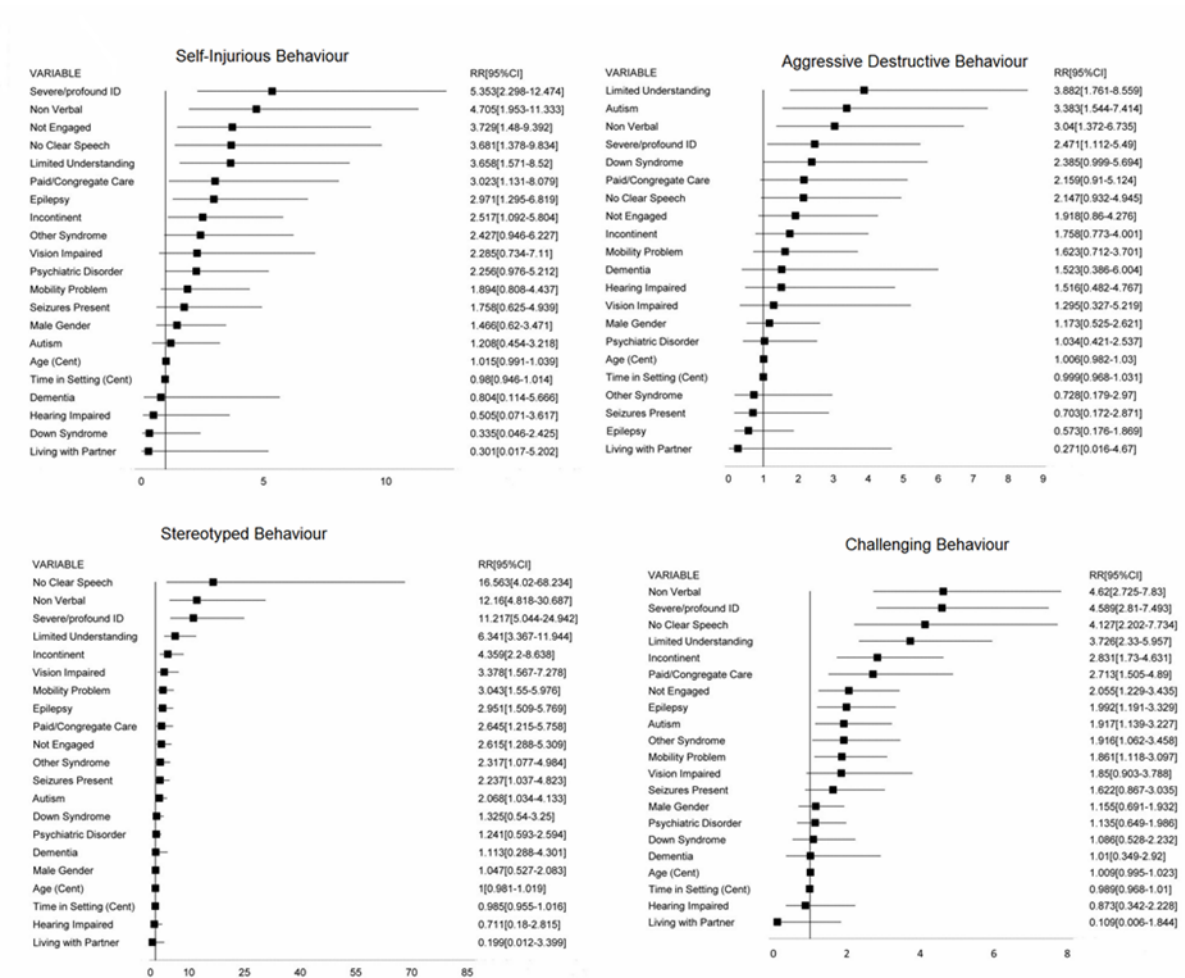 Self-Injurious Behaviour
VARIABLE RR[95%CI]
Severe/profound ID 5.353[2.298-12.474]
Non Verbal 4.705[1.953-11.333]
Not Engaged 3.729[1.48-9.392]
No Clear Speech 3.681[1.378-9.834]
Limited Understanding 3.658[1.571-8.52]
Paid/Congregate Care 3.023[1.131-8.079]
Epilepsy 2.971[1.295-6.819]
Incontinent 2.517[1.092-5.804]
Other Syndrome 2.427[0.946-6.227]
Vision Impaired 2.285[0.734-7.11]
Psychiatric Disorder 2.256[0.976-5.212]
Mobility Problem 1.894[0.808-4.437]
Seizures Present 1.758[0.625-4.939]
Male Gender 1.466[0.62-3.471]
Autism 1.208[0.454-3.218]
Age (Cent) 1.015[0.991-1.039]
Time in Setting (Cent) 0.98[0.946-1.014]
Dementia 0.804[0.114-5.666]
Hearing Impaired 0.505[0.071-3.617]
Down Syndrome 0.335[0.046-2.425]
Living with Partner 0.301[0.017-5.202]
0 5 10
Aggressive Destructive Behaviour
VARIABLE RR[95%CI]
Limited Understanding 3.882[1.761-8.559]
Autism 3.383[1.544-7.414]
Non Verbal 3.04[1.372-6.735]
Severe/profound ID 2.471[1.112-5.49]
Down Syndrome 2.385[0.999-5.694]
Paid/Congregate Care 2.159[0.91-5.124]
No Clear Speech 2.147[0.932-4.945]
Not Engaged 1.918[0.86-4.276]
Incontinent 1.758[0.773-4.001]
Mobility Problem 1.623[0.712-3.701]
Dementia 1.523[0.386-6.004]
Hearing Impaired 1.516[0.482-4.767]
Vision Impaired 1.295[0.327-5.219]
Male Gender 1.173[0.525-2.621]
Psychiatric Disorder 1.034[0.421-2.537]
Age (Cent) 1.006[0.982-1.03]
Time in Setting (Cent) 0.999[0.968-1.031]
Other Syndrome 0.728[0.179-2.97]
Seizures Present 0.703[0.172-2.871]
Epilepsy 0.573[0.176-1.869]
Living with Partner 0.271[0.016-4.67]
0 1 2 3 4 5 6 7 8 9
Stereotyped Behaviour
VARIABLE RR[95%CI]
No Clear Speech 16.563[4.02-68.234]
Non Verbal 12.16[4.818-30.687]
Severe/profound ID 11.217[5.044-24.942]
Limited Understanding 6.341[3.367-11.944]
Incontinent 4.359[2.2-8.638]
Vision Impaired 3.378[1.567-7.278]
Mobility Problem 3.043[1.55-5.976]
Epilepsy 2.951[1.509-5.769]
Paid/Congregate Care 2.645[1.215-5.758]
Not Engaged 2.615[1.288-5.309]
Other Syndrome 2.317[1.077-4.984]
Seizures Present 2.237[1.037-4.823]
Autism 2.068[1.034-4.133]
Down Syndrome 1.325[0.54-3.25]
Psychiatric Disorder 1.241[0.593-2.594]
Dementia 1.113[0.288-4.301]
Male Gender 1.047[0.527-2.083]
Age (Cent) 1[0.981-1.019]
Time in Setting (Cent) 0.985[0.955-1.016]
Hearing Impaired 0.711[0.18-2.815]
Living with Partner 0.199[0.012-3.399]
0 10 25 40 55 70 85
Challenging Behaviour
VARIABLE RR[95%CI]
Non Verbal 4.62[2.725-7.83]
Severe/profound ID 4.589[2.81-7.493]
No Clear Speech 4.127[2.202-7.734]
Limited Understanding 3.726[2.33-5.957]
Incontinent 2.831[1.73-4.631]
Paid/Congregate Care 2.713[1.505-4.89]
Not Engaged 2.055[1.229-3.435]
Epilepsy 1.992[1.191-3.329]
Autism 1.917[1.139-3.227]
Other Syndrome 1.916[1.062-3.458]
Mobility Problem 1.861[1.118-3.097]
Vision Impaired 1.85[0.903-3.788]
Seizures Present 1.622[0.867-3.035]
Male Gender 1.155[0.691-1.932]
Psychiatric Disorder 1.135[0.649-1.986]
Down Syndrome 1.086[0.528-2.232]
Dementia 1.01[0.349-2.92]
Age (Cent) 1.009[0.995-1.023]
Time in Setting (Cent) 0.989[0.968-1.01]
Hearing Impaired 0.873[0.342-2.228]
Living with Partner 0.109[0.006-1.844]
0 2 4 6 8